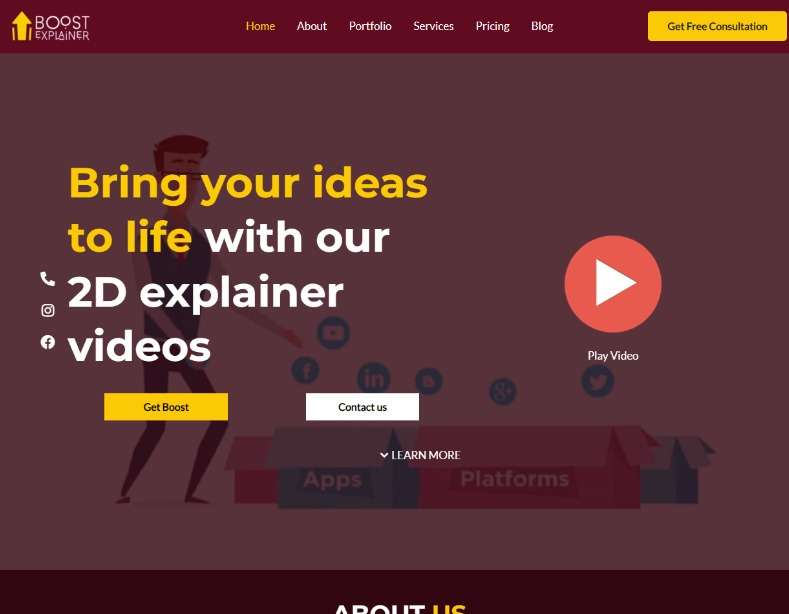 BOOST
EXPLAINER
Home
About
Portfolio
Services
Pricing
Blog
Get Free Consultation
Bring your ideas
to life with our
2D explainer
videos
Play Video
Get Boost
Contact us
LEARN MORE
Apps
Platforms
ABOUT US